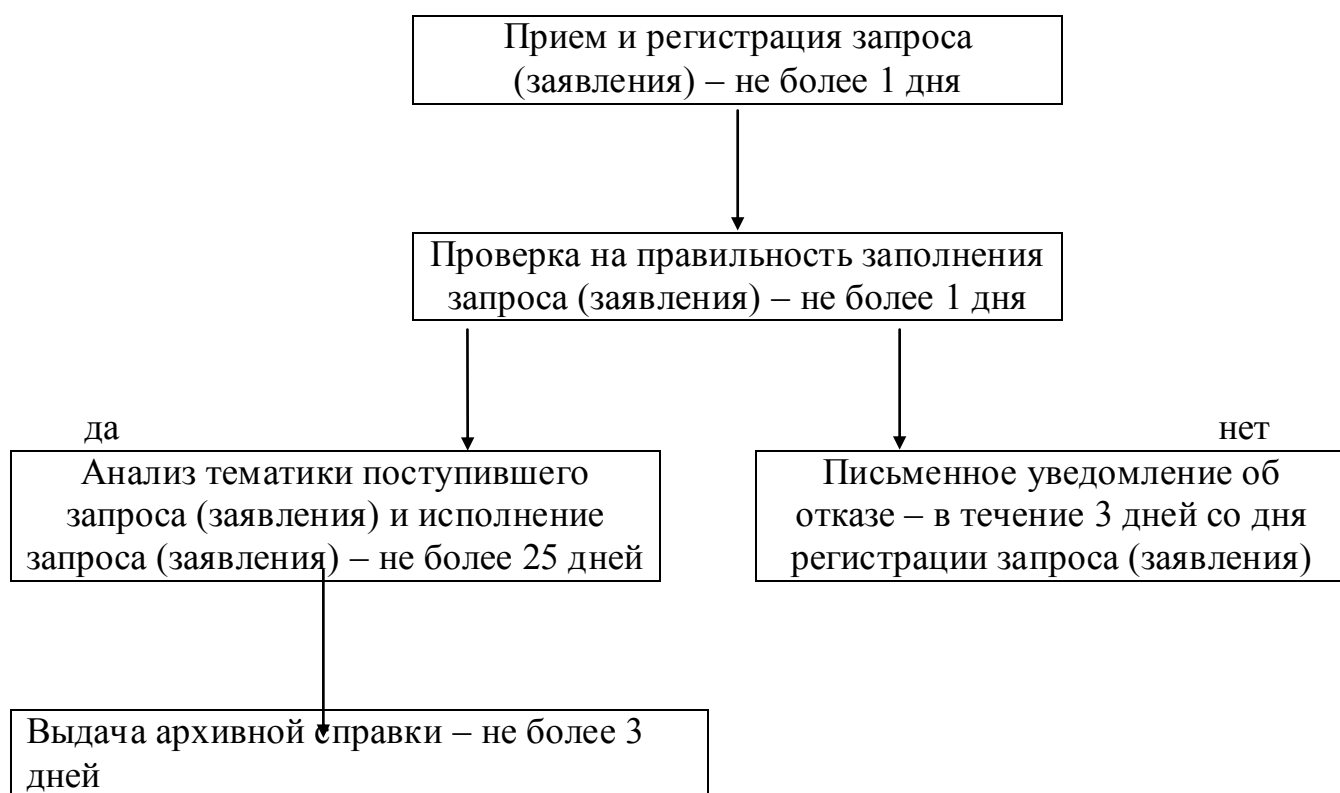 Прием и регистрация запроса
(заявления) – не более 1 дня
Проверка на правильность заполнения
запроса (заявления) – не более 1 дня
да
нет
Анализ тематики поступившего
запроса (заявления) и исполнение
запроса (заявления) – не более 25 дней
Письменное уведомление об
отказе – в течение 3 дней со дня
регистрации запроса (заявления)
Выдача архивной справки – не более 3
дней